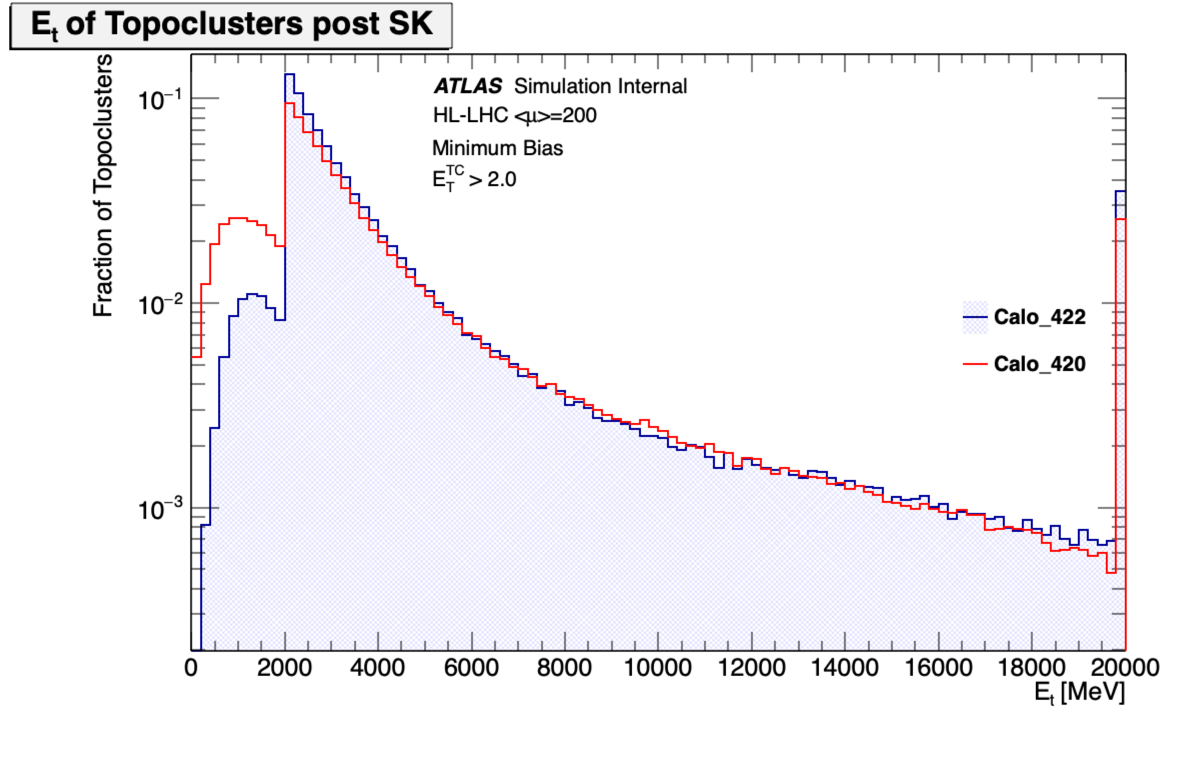 Et of Topoclusters post SK
Fraction of Topoclusters
ATLAS Simulation Internal
HL-LHC <μ>=200
Minimum Bias
E_T^TC > 2.0
10^−1
10^−2
10^−3
Calo_422
Calo_420
0 2000 4000 6000 8000 10000 12000 14000 16000 18000 20000
Et [MeV]